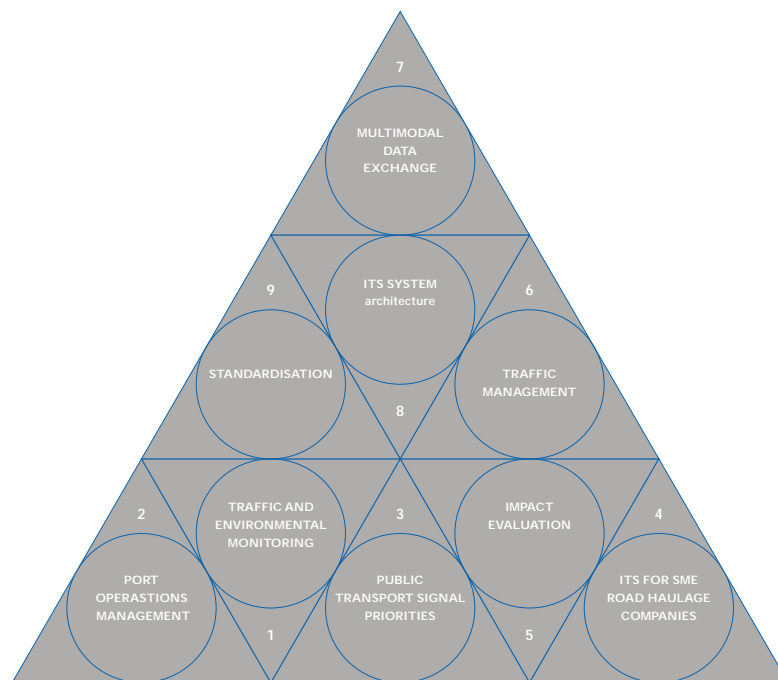 7
MULTIMODAL
DATA
EXCHANGE
9
ITS SYSTEM
architecture
6
STANDARDISATION
TRAFFIC
MANAGEMENT
8
2
TRAFFIC AND
ENVIRONMENTAL
MONITORING
3
IMPACT
EVALUATION
4
PORT
OPERASTIONS
MANAGEMENT
PUBLIC
TRANSPORT SIGNAL
PRIORITIES
ITS FOR SME
ROAD HAULAGE
COMPANIES
1
5